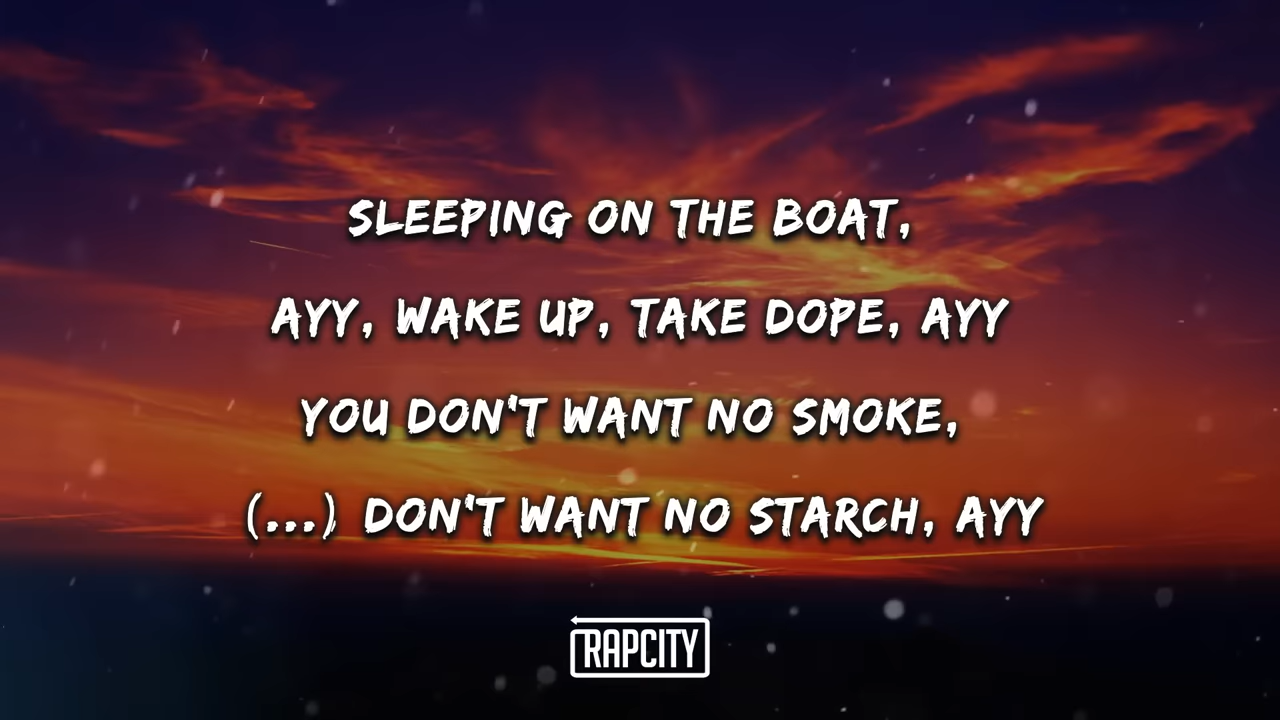 SLEEPING ON THE BOAT,
AYY, WAKE UP, TAKE DOPE, AYY
YOU DON'T WANT NO SMOKE,
(...) DON'T WANT NO STARCH, AYY
RAPCITY